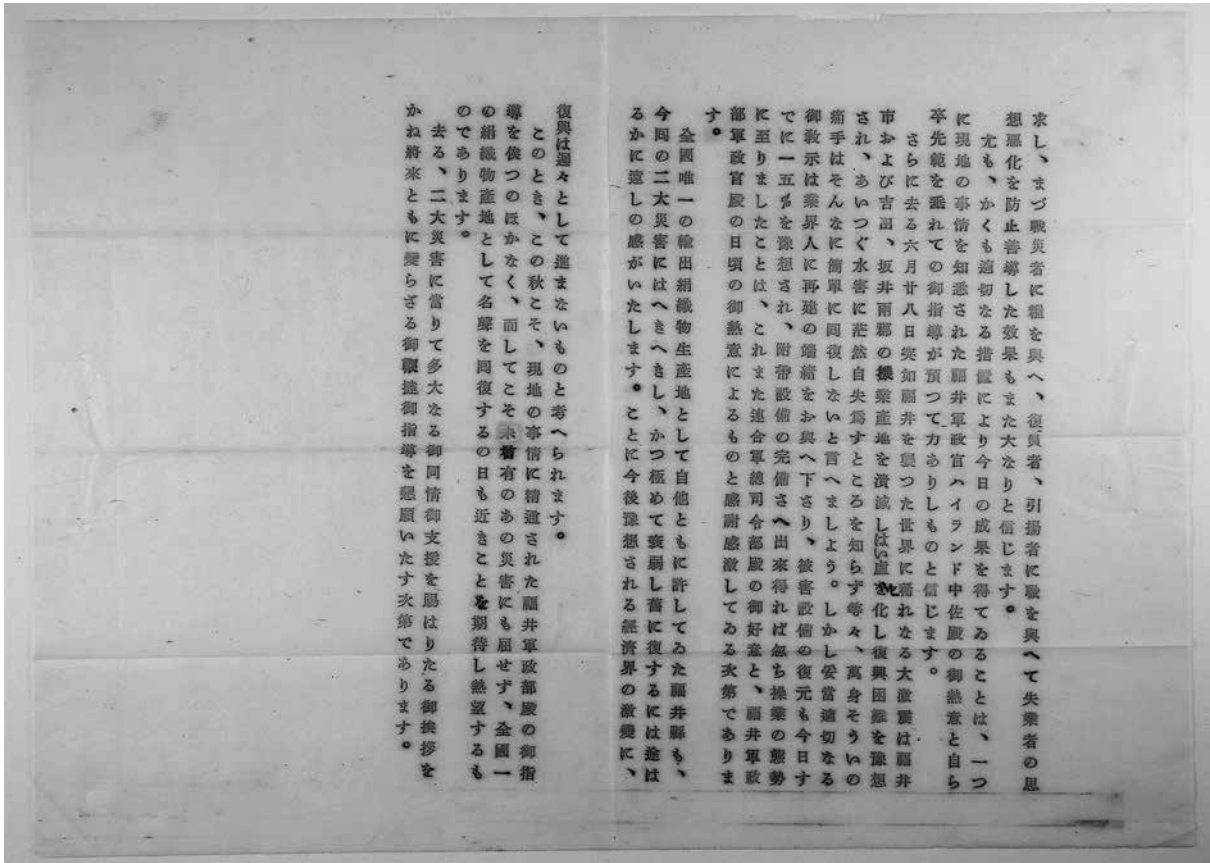 求し、まづ戰災者に糧を與へ、復員者、引揚者に職を與へて失業者の思
想惡化を防止善導した効果もまた大なりと信じます。
尤も、かくも適切なる措置により今日の成果を得てゐることは、一つ
に現地の事情を知悉された福井軍政官ハイランド中佐殿の御熱意と自ら
卒先範を垂れての御指導が預つて力ありしものと信じます。
さらに去る六月廿八日突如福井を襲つた世界に稀れなる大激震は福井
市および吉田、坂井兩郡の機業産地を潰滅しはい虚と化し復興困難を豫想
され、あいつぐ水害に茫然自失爲すところを知らず等々、萬身そういの
痛手はそんなに簡單に回復しないと言へましよう。しかし妥當適切なる
御敎示は業界人に再建の端緒をお與へ下さり、被害設備の復元も今日す
でに一五%を豫想され、附帶設備の完備さへ出來得れば忽ち操業の態勢
に至りましたことは、これまた連合軍總司令部殿の御好意と、福井軍政
部軍政官殿の日頃の御熱意によるものと感謝感激してゐる次第でありま
す。
全國唯一の輸出絹織物生産地として自他ともに許してゐた福井縣も、
今回の二大災害にはへきへきし、かつ極めて衰弱し舊に復するには途は
るかに遠しの感がいたします。ことに今後豫想される經濟界の激變に、
復興は遲々として進まないものと考へられます。
このとき、この秋こそ、現地の事情に精通された福井軍政部殿の御指
導を俟つのほかなく、而してこそ未曾有のあの災害にも屈せず、全國一
の絹織物産地として名聲を回復するの日も近きことを期待し熱望するも
のであります。
去る、二大災害に當りて多大なる御同情御支援を賜はりたる御挨拶を
かね將來ともに變らざる御鞭撻御指導を懇願いたす次第であります。